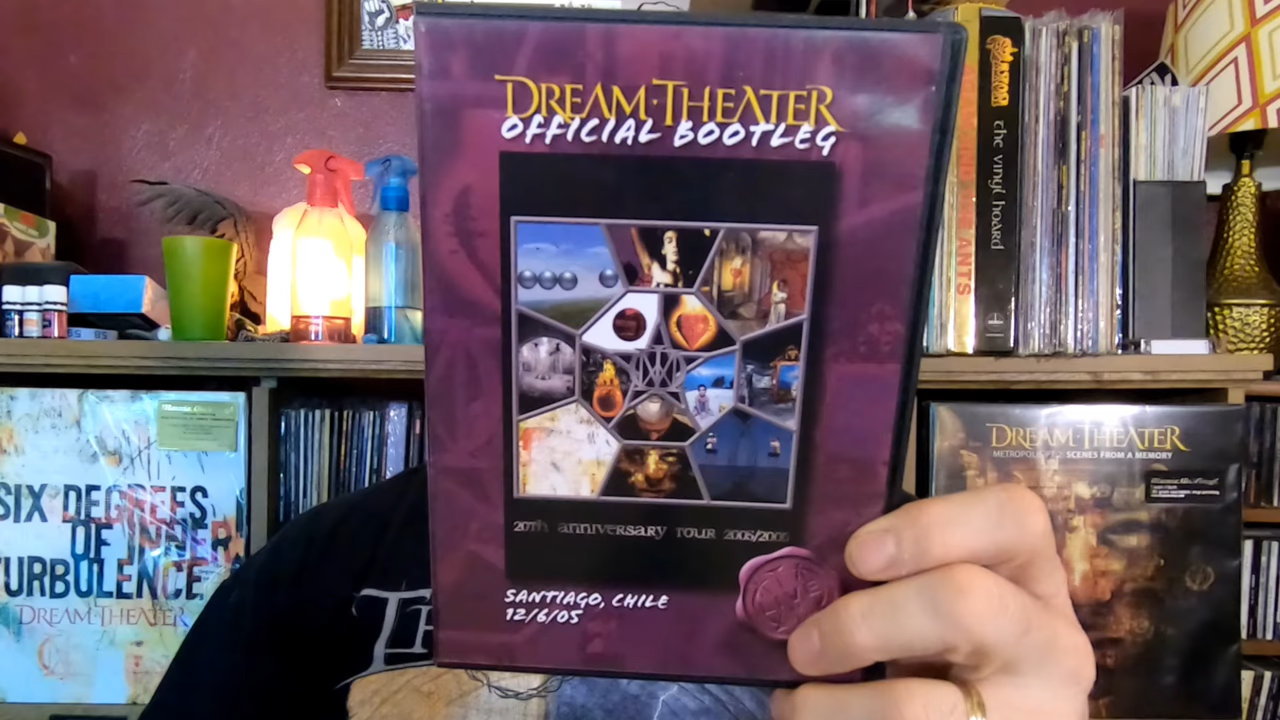 DREAM THEATER
OFFICIAL BOOTLEG
20TH ANNIVERSARY TOUR 2005/2006
SANTIAGO, CHILE
12/6/05
SIX DEGREES
OF INNER
TURBULENCE
DREAM THEATER
DREAM THEATER
METROPOLIS PT. 2: SCENES FROM A MEMORY
SAXON
the vinyl hoard
ANTS